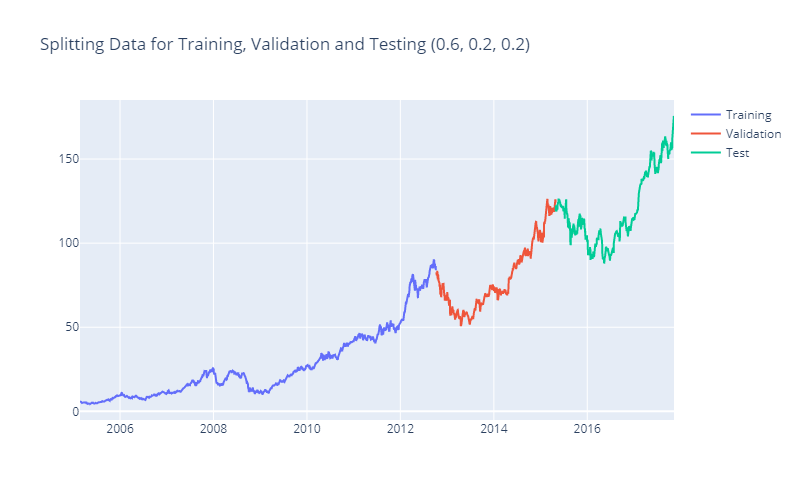 Splitting Data for Training, Validation and Testing (0.6, 0.2, 0.2)
Training
Validation
Test
150
100
50
0
2006 2008 2010 2012 2014 2016